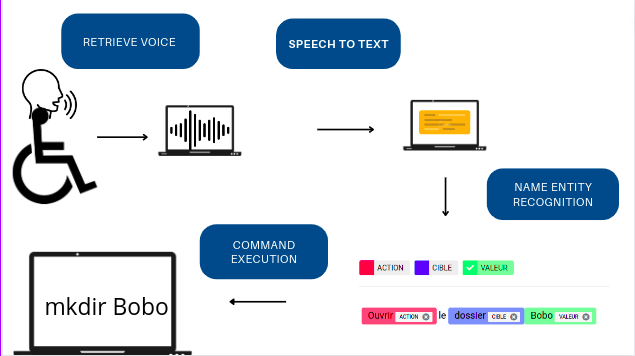 RETRIEVE VOICE
SPEECH TO TEXT
NAME ENTITY
RECOGNITION
COMMAND
EXECUTION
ACTION CIBLE VALEUR
mkdir Bobo
Ouvrir ACTION le dossier CIBLE Bobo VALEUR